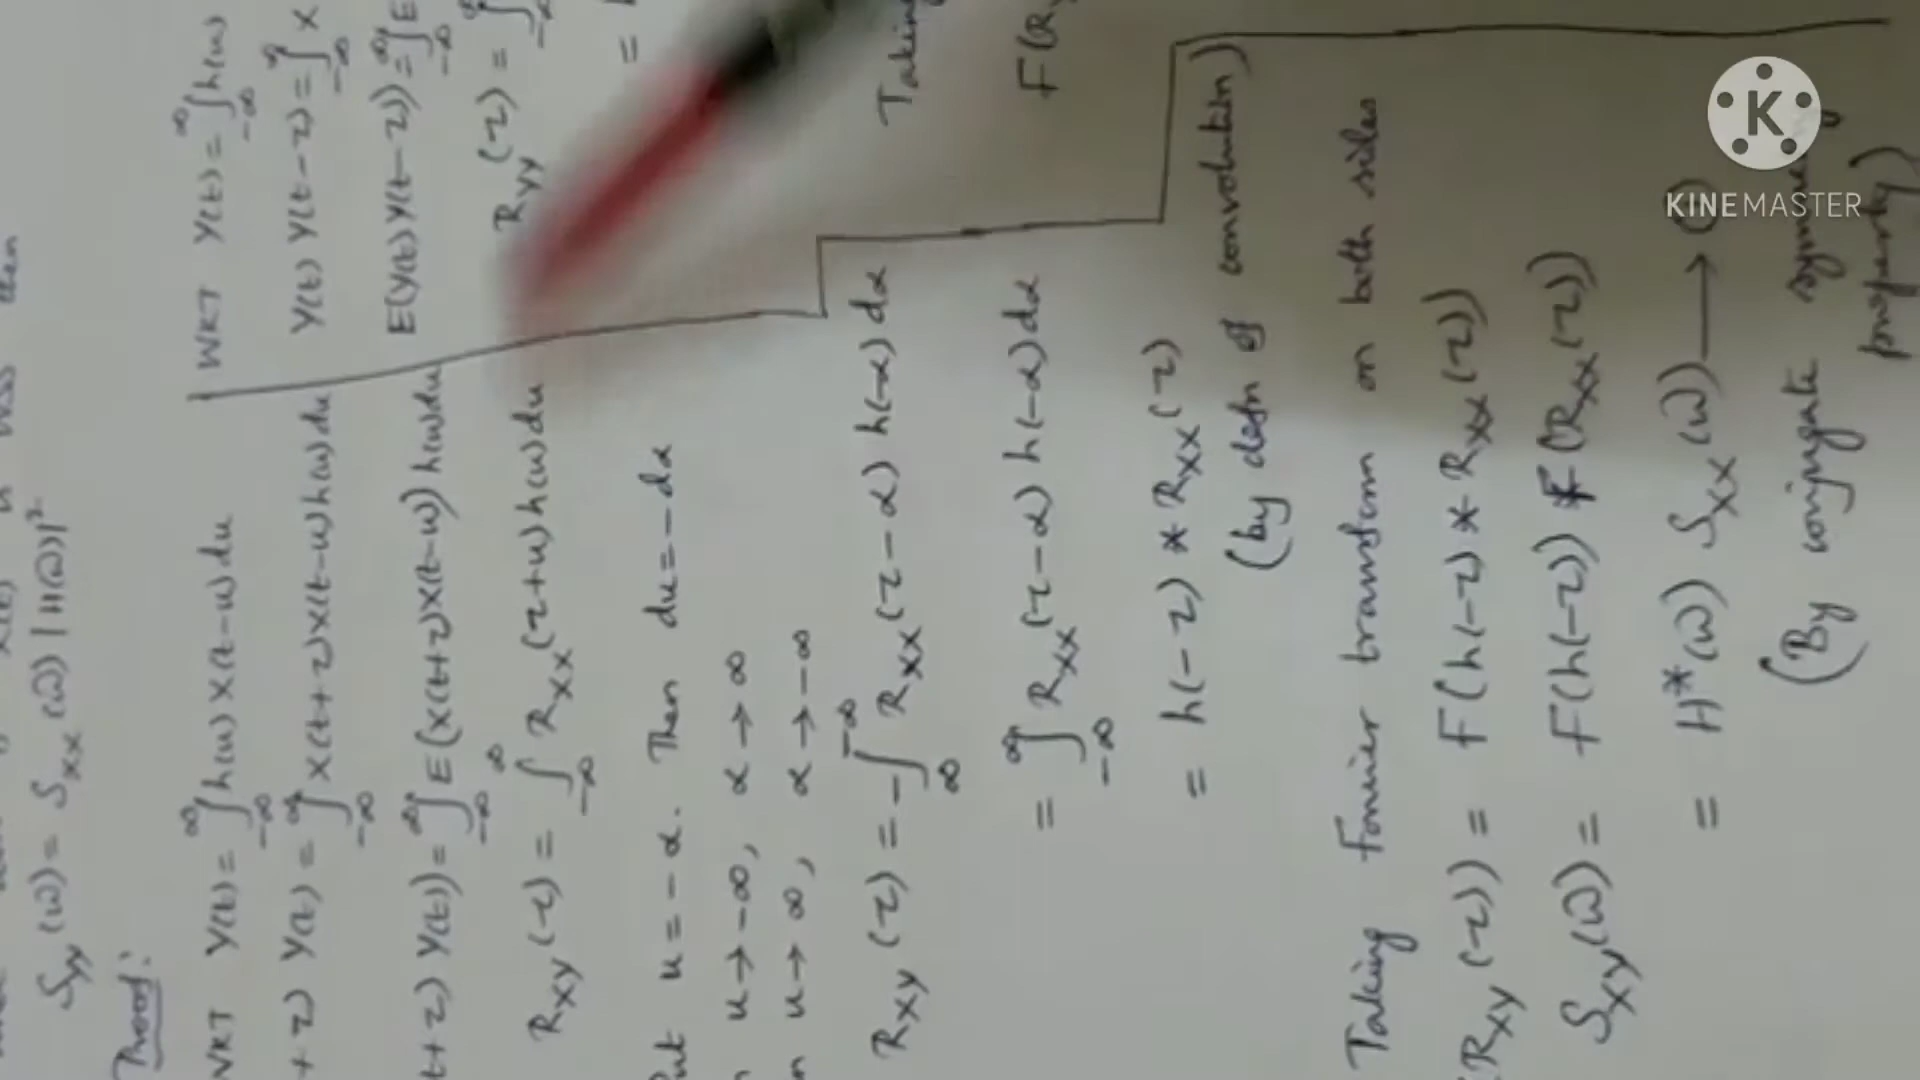 S_yy(ω) = S_xx(ω) |H(ω)|²
Proof:
WKT Y(t) = ∫_{-∞}^{∞} h(u) X(t-u) du
+τ) Y(t) = ∫_{-∞}^{∞} X(t+τ) X(t-u) h(u) du
t+τ) Y(t)) = ∫_{-∞}^{∞} E(X(t+τ) X(t-u)) h(u) du
R_XY(τ) = ∫_{-∞}^{∞} R_XX(τ+u) h(u) du
Put u = -α. Then du = -dα
u → -∞, α → ∞
u → ∞, α → -∞
R_XY(τ) = -∫_{∞}^{-∞} R_XX(τ-α) h(-α) dα
= ∫_{-∞}^{∞} R_XX(τ-α) h(-α) dα
= h(-τ) * R_XX(τ)
(by defn of convolution)
Taking Fourier transform on both sides
(R_XY(τ)) = F(h(-τ) * R_XX(τ))
S_XY(ω) = F(h(-τ)) F(R_XX(τ))
= H*(ω) S_XX(ω) →
(By conjugate
property)
WKT Y(t) = ∫_{-∞}^{∞} h(u)
Y(t) Y(t-τ) = ∫_{-∞}^{∞} X
E(Y(t) Y(t-τ)) = ∫_{-∞}^{∞} E
R_YY(τ) = ∫_{-∞}^{∞}
=
Taking
F(R
K
KINEMASTER